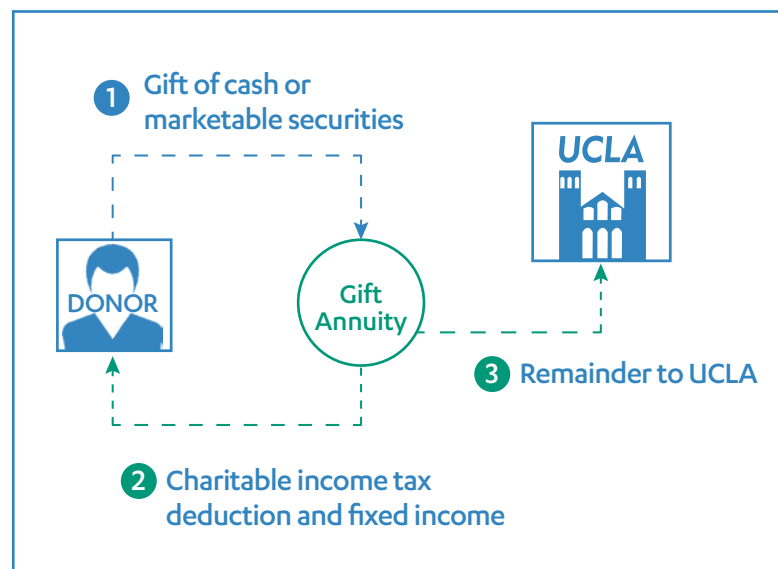 1 Gift of cash or
marketable securities
UCLA
DONOR
Gift
Annuity
3 Remainder to UCLA
2 Charitable income tax
deduction and fixed income